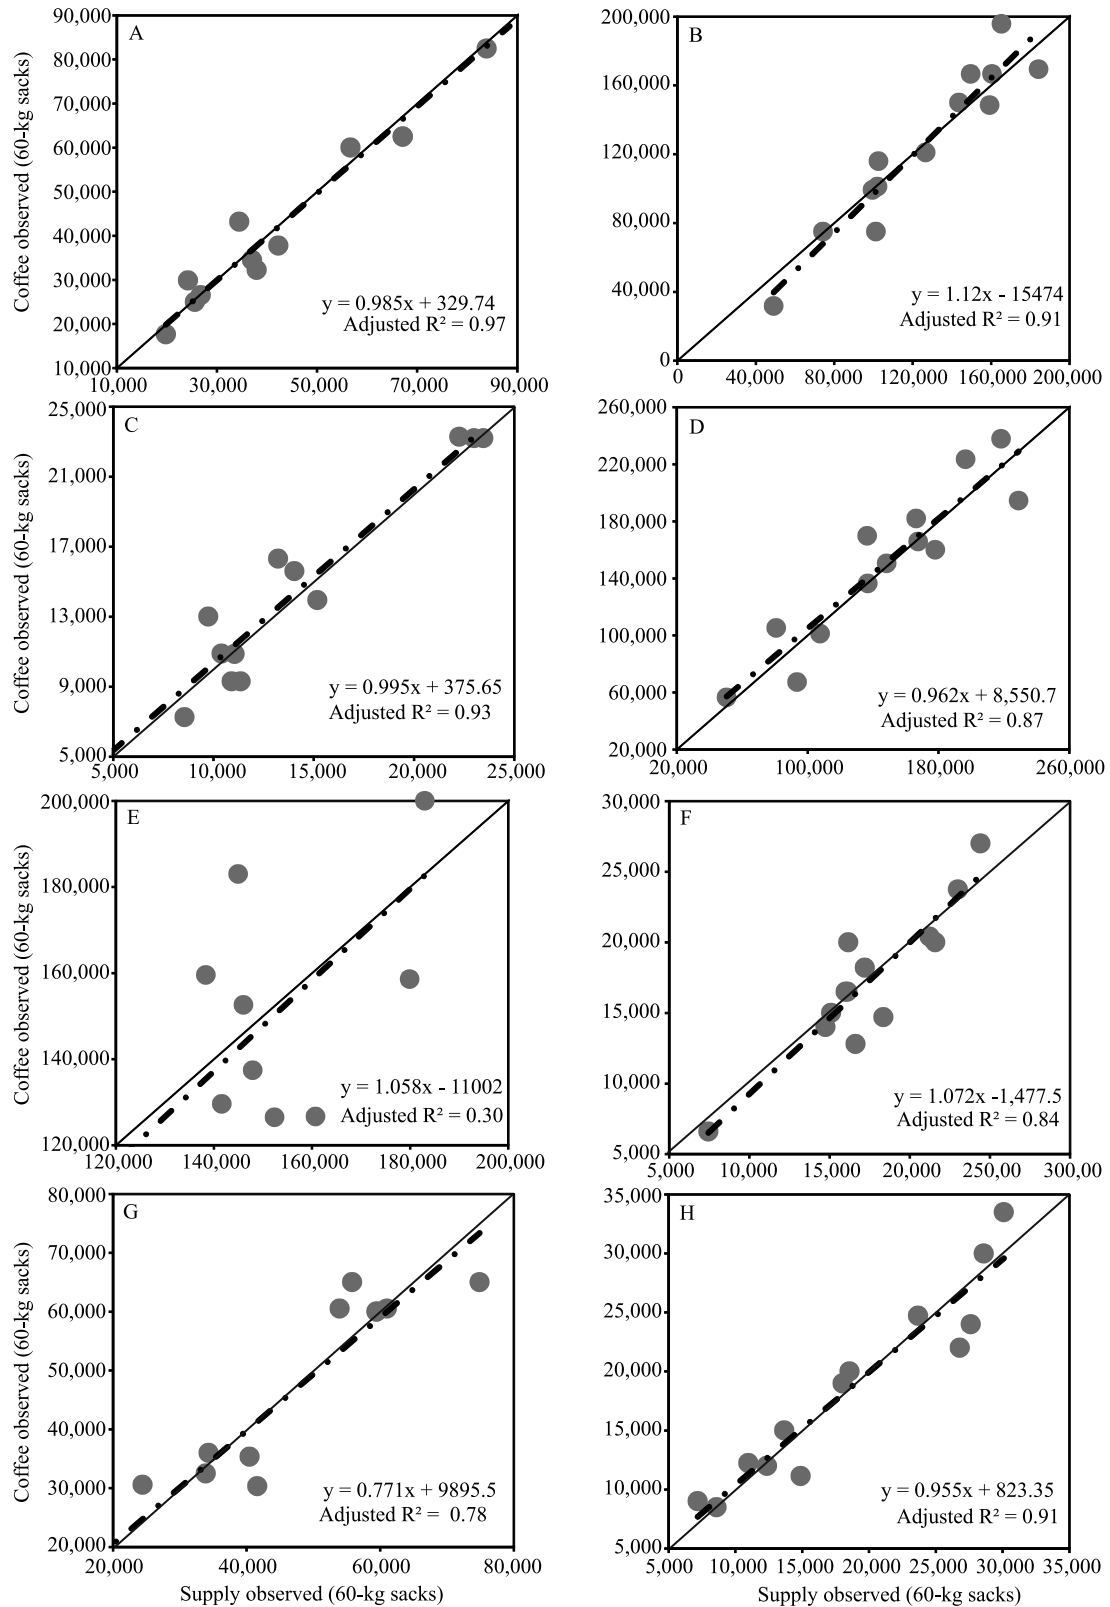 A
90,000
80,000
70,000
60,000
50,000
40,000
30,000
20,000
10,000
10,000 30,000 50,000 70,000 90,000
Coffee observed (60-kg sacks)
y = 0.985x + 329.74
Adjusted R² = 0.97
B
200,000
160,000
120,000
80,000
40,000
0
0 40,000 80,000 120,000 160,000 200,000
y = 1.12x - 15474
Adjusted R² = 0.91
C
25,000
21,000
17,000
13,000
9,000
5,000
5,000 10,000 15,000 20,000 25,000
Coffee observed (60-kg sacks)
y = 0.995x + 375.65
Adjusted R² = 0.93
D
260,000
220,000
180,000
140,000
100,000
60,000
20,000
20,000 100,000 180,000 260,000
y = 0.962x + 8,550.7
Adjusted R² = 0.87
E
200,000
180,000
160,000
140,000
120,000
120,000 140,000 160,000 180,000 200,000
Coffee observed (60-kg sacks)
y = 1.058x - 11002
Adjusted R² = 0.30
F
30,000
25,000
20,000
15,000
10,000
5,000
5,000 10,000 15,000 20,000 250,000 300,00
y = 1.072x -1,477.5
Adjusted R² = 0.84
G
80,000
70,000
60,000
50,000
40,000
30,000
20,000
20,000 40,000 60,000 80,000
Coffee observed (60-kg sacks)
Supply observed (60-kg sacks)
y = 0.771x + 9895.5
Adjusted R² = 0.78
H
35,000
30,000
25,000
20,000
15,000
10,000
5,000
5,000 10,000 15,000 20,000 25,000 30,000 35,000
Supply observed (60-kg sacks)
y = 0.955x + 823.35
Adjusted R² = 0.91